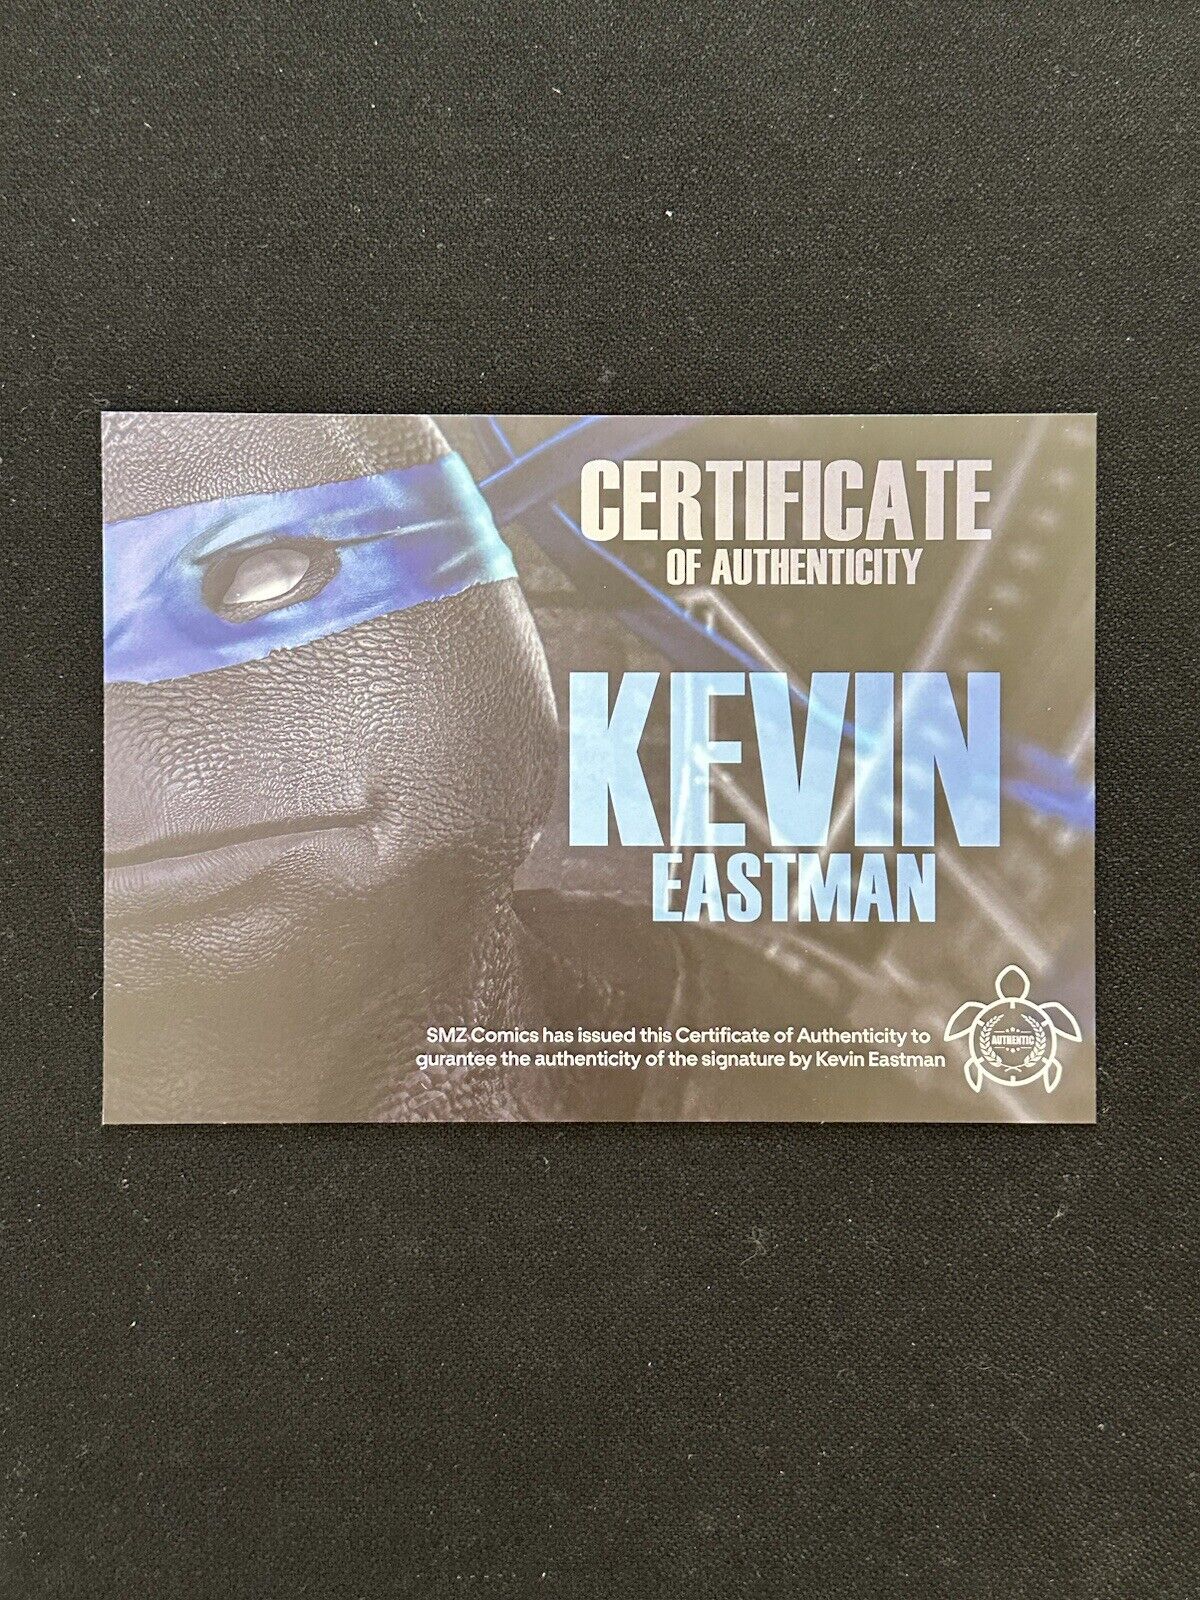 CERTIFICATE
OF AUTHENTICITY
KEVIN
EASTMAN
SMZ Comics has issued this Certificate of Authenticity to
gurantee the authenticity of the signature by Kevin Eastman
AUTHENTIC